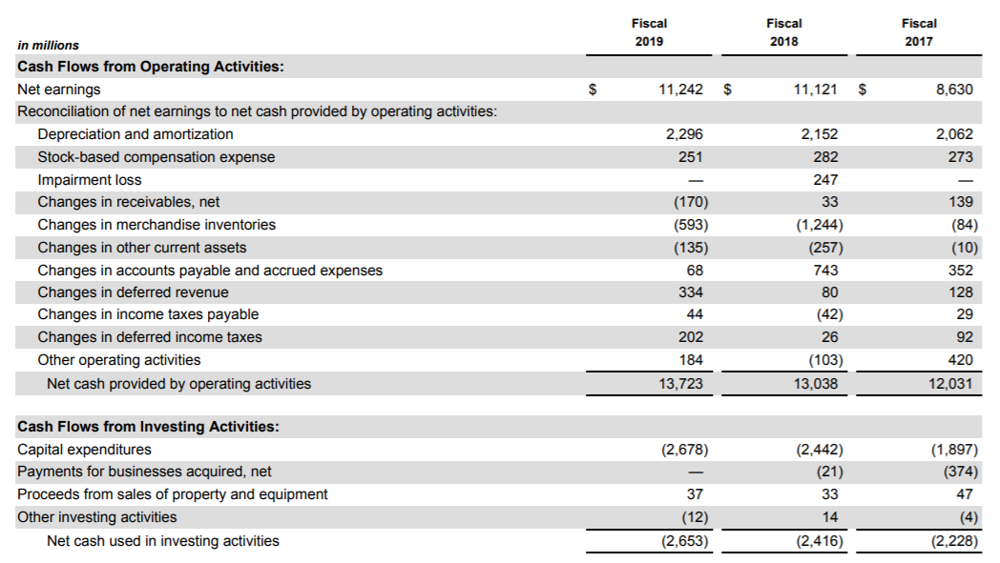 Fiscal Fiscal Fiscal
in millions 2019 2018 2017
Cash Flows from Operating Activities:
Net earnings $ 11,242 $ 11,121 $ 8,630
Reconciliation of net earnings to net cash provided by operating activities:
Depreciation and amortization 2,296 2,152 2,062
Stock-based compensation expense 251 282 273
Impairment loss — 247 —
Changes in receivables, net (170) 33 139
Changes in merchandise inventories (593) (1,244) (84)
Changes in other current assets (135) (257) (10)
Changes in accounts payable and accrued expenses 68 743 352
Changes in deferred revenue 334 80 128
Changes in income taxes payable 44 (42) 29
Changes in deferred income taxes 202 26 92
Other operating activities 184 (103) 420
Net cash provided by operating activities 13,723 13,038 12,031
Cash Flows from Investing Activities:
Capital expenditures (2,678) (2,442) (1,897)
Payments for businesses acquired, net — (21) (374)
Proceeds from sales of property and equipment 37 33 47
Other investing activities (12) 14 (4)
Net cash used in investing activities (2,653) (2,416) (2,228)